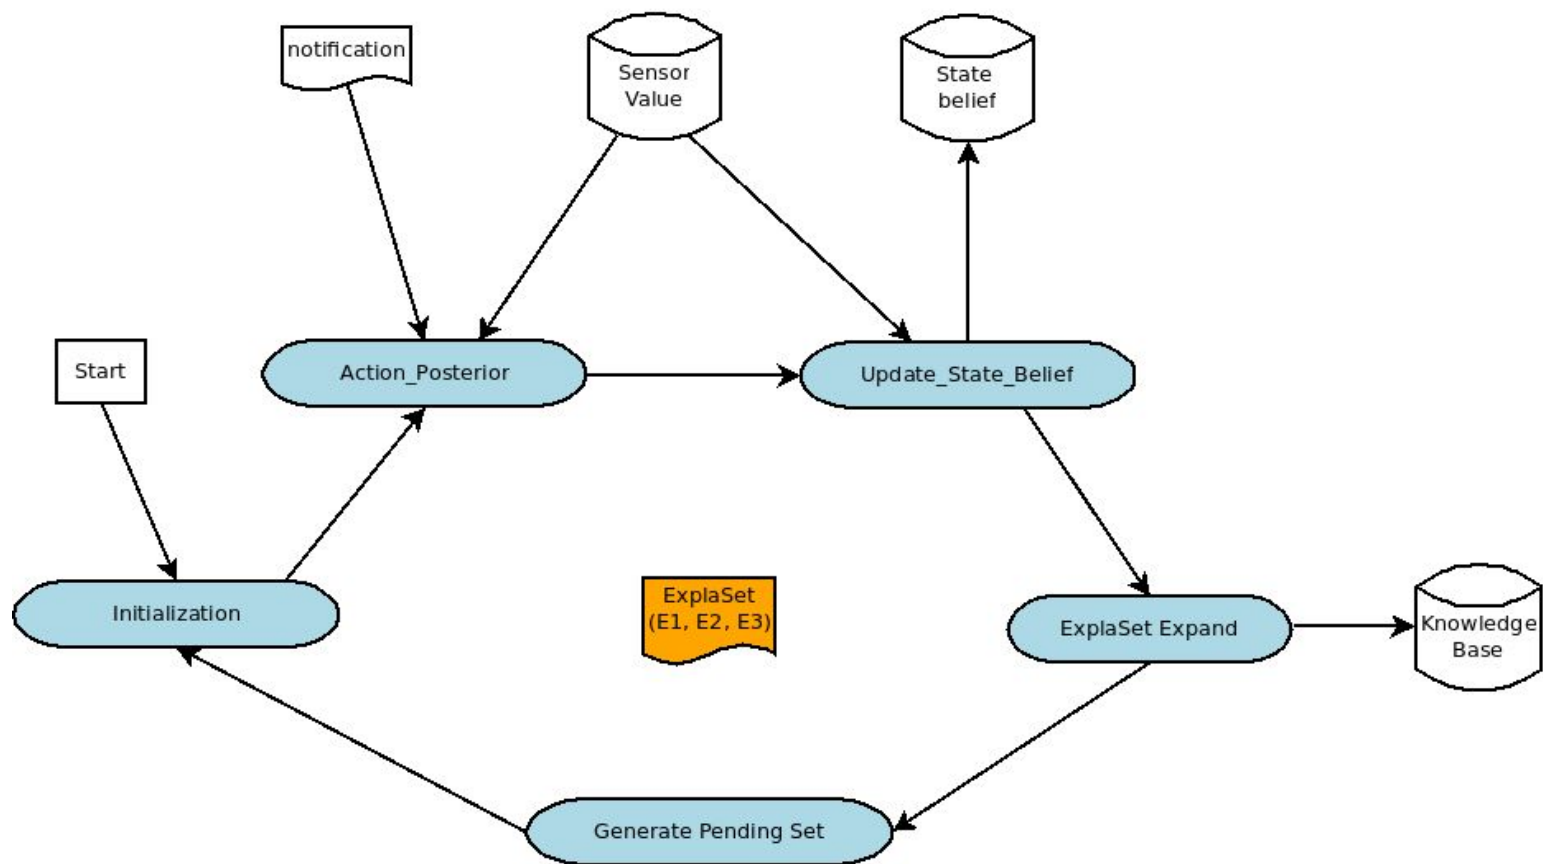 notification
Sensor
Value
State
belief
Start
Action_Posterior
Update_State_Belief
Initialization
ExplaSet
(E1, E2, E3)
ExplaSet Expand
Knowledge
Base
Generate Pending Set